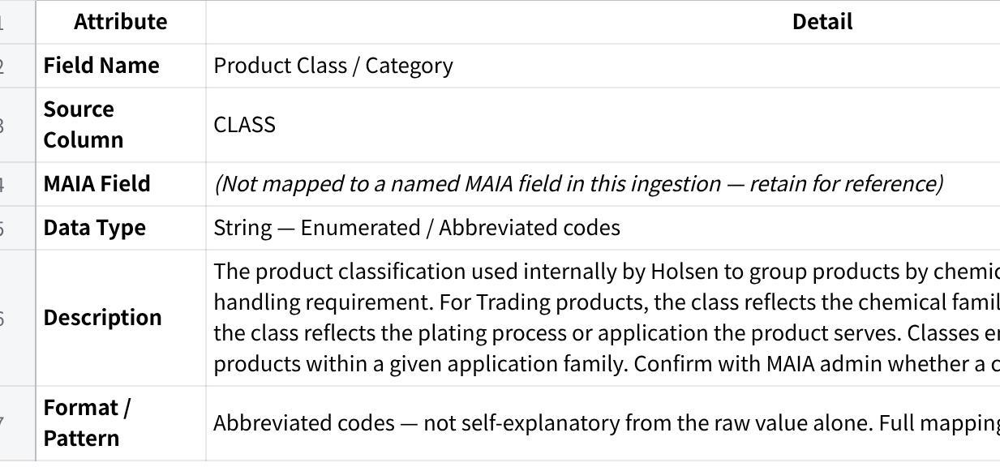 1 Attribute Detail
2 Field Name Product Class / Category
3 Source
Column CLASS
4 MAIA Field (Not mapped to a named MAIA field in this ingestion — retain for reference)
5 Data Type String — Enumerated / Abbreviated codes
6 Description The product classification used internally by Holsen to group products by
handling requirement. For Trading products, the class reflects the chemical
the class reflects the plating process or application the product serves. Classes
products within a given application family. Confirm with MAIA admin whether a
7 Format /
Pattern Abbreviated codes — not self-explanatory from the raw value alone. Full mapping